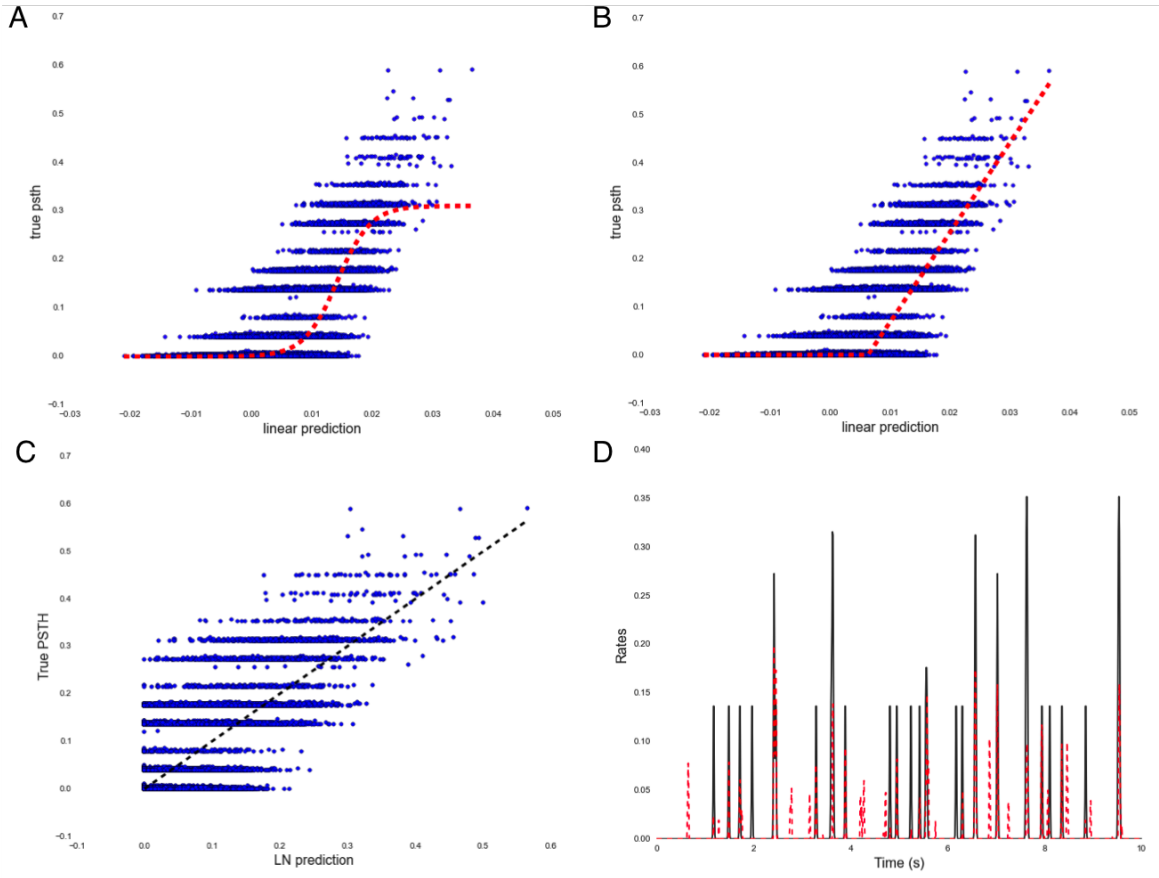 A
0.7
0.6
0.5
0.4
0.3
0.2
0.1
0.0
−0.1
true psth
−0.03 −0.02 −0.01 0.00 0.01 0.02 0.03 0.04 0.05
linear prediction
B
0.7
0.6
0.5
0.4
0.3
0.2
0.1
0.0
−0.1
true psth
−0.03 −0.02 −0.01 0.00 0.01 0.02 0.03 0.04 0.05
linear prediction
C
0.7
0.6
0.5
0.4
0.3
0.2
0.1
0.0
−0.1
True PSTH
−0.1 0.0 0.1 0.2 0.3 0.4 0.5 0.6
LN prediction
D
0.40
0.35
0.30
0.25
0.20
0.15
0.10
0.05
0.00
Rates
0 2 4 6 8 10
Time (s)